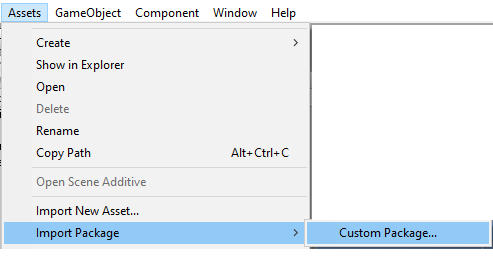 Assets GameObject Component Window Help
Create
Show in Explorer
Open
Delete
Rename
Copy Path Alt+Ctrl+C
Open Scene Additive
Import New Asset...
Import Package Custom Package...